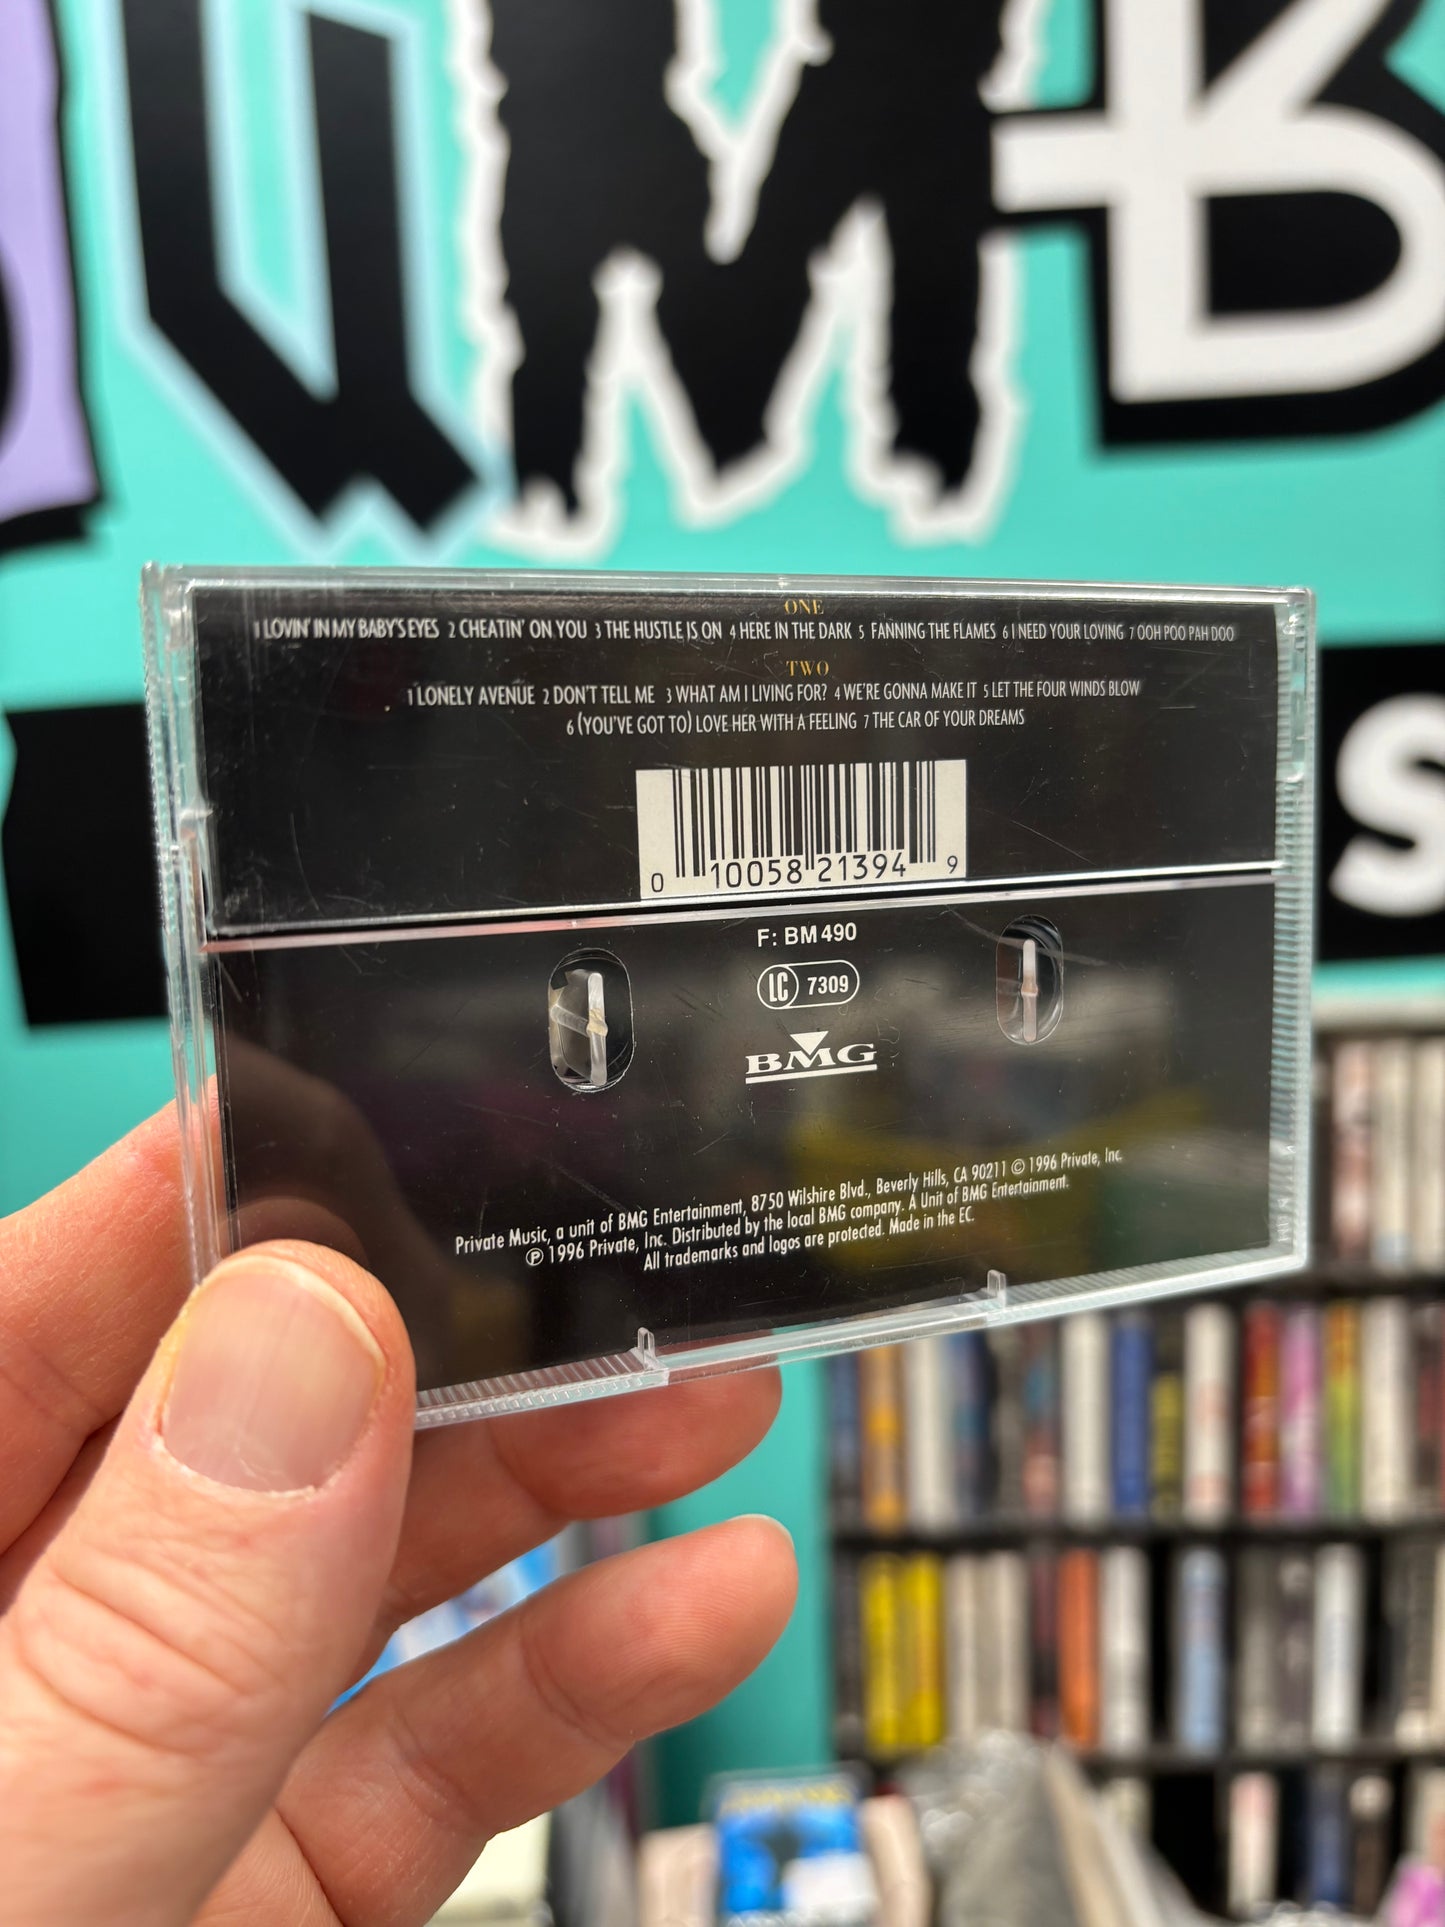 UMB
S
ONE
1 LOVIN' IN MY BABY'S EYES 2 CHEATIN' ON YOU 3 THE HUSTLE IS ON 4 HERE IN THE DARK 5 FANNING THE FLAMES 6 I NEED YOUR LOVING 7 OOH POO PAH DOO
TWO
1 LONELY AVENUE 2 DON'T TELL ME 3 WHAT AM I LIVING FOR? 4 WE'RE GONNA MAKE IT 5 LET THE FOUR WINDS BLOW
6 (YOU'VE GOT TO) LOVE HER WITH A FEELING 7 THE CAR OF YOUR DREAMS
0 10058 21394 9
F: BM 490
LC 7309
BMG
Private Music, a unit of BMG Entertainment, 8750 Wilshire Blvd., Beverly Hills, CA 90211 © 1996 Private, Inc.
℗ 1996 Private, Inc. Distributed by the local BMG company. A Unit of BMG Entertainment.
All trademarks and logos are protected. Made in the EC.